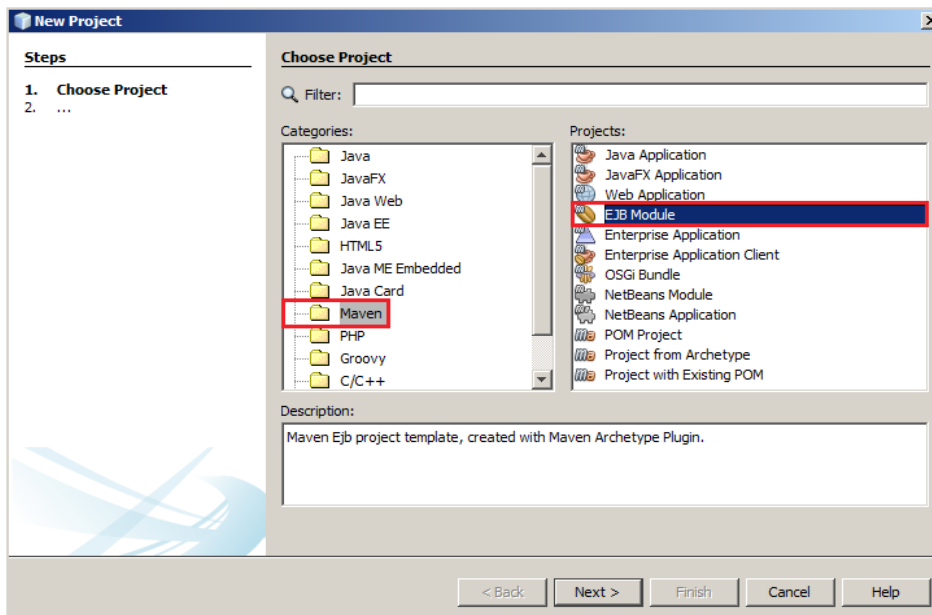 New Project
Steps
1. Choose Project
2. ...
Choose Project
Filter:
Categories:
Java
JavaFX
Java Web
Java EE
HTML5
Java ME Embedded
Java Card
Maven
PHP
Groovy
C/C++
Projects:
Java Application
JavaFX Application
Web Application
EJB Module
Enterprise Application
Enterprise Application Client
OSGi Bundle
NetBeans Module
NetBeans Application
POM Project
Project from Archetype
Project with Existing POM
Description:
Maven Ejb project template, created with Maven Archetype Plugin.
< Back Next > Finish Cancel Help